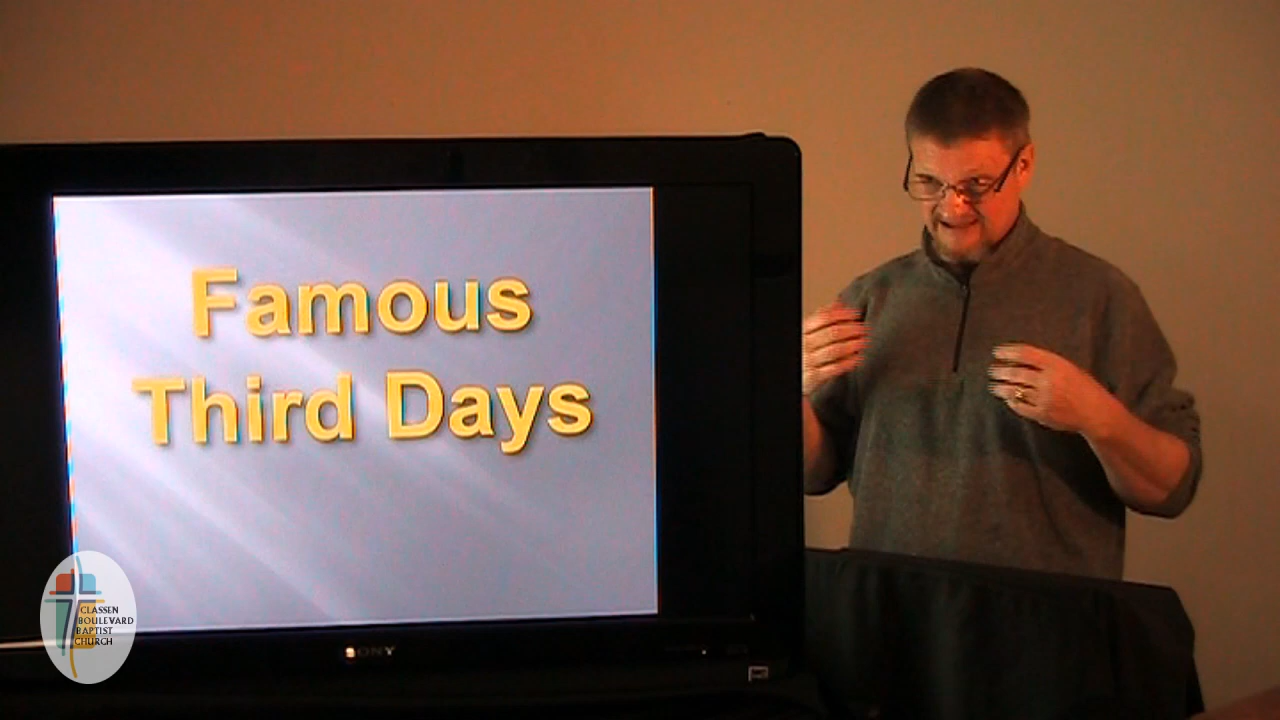 Famous
Third Days
CLASSEN
BOULEVARD
BAPTIST
CHURCH
SONY